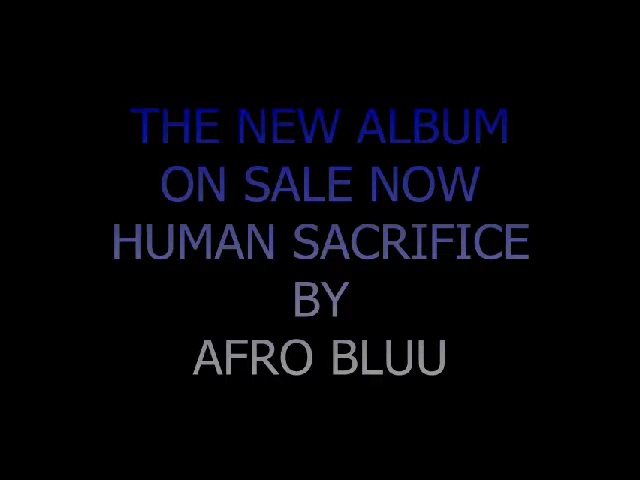 THE NEW ALBUM
ON SALE NOW
HUMAN SACRIFICE
BY
AFRO BLUU